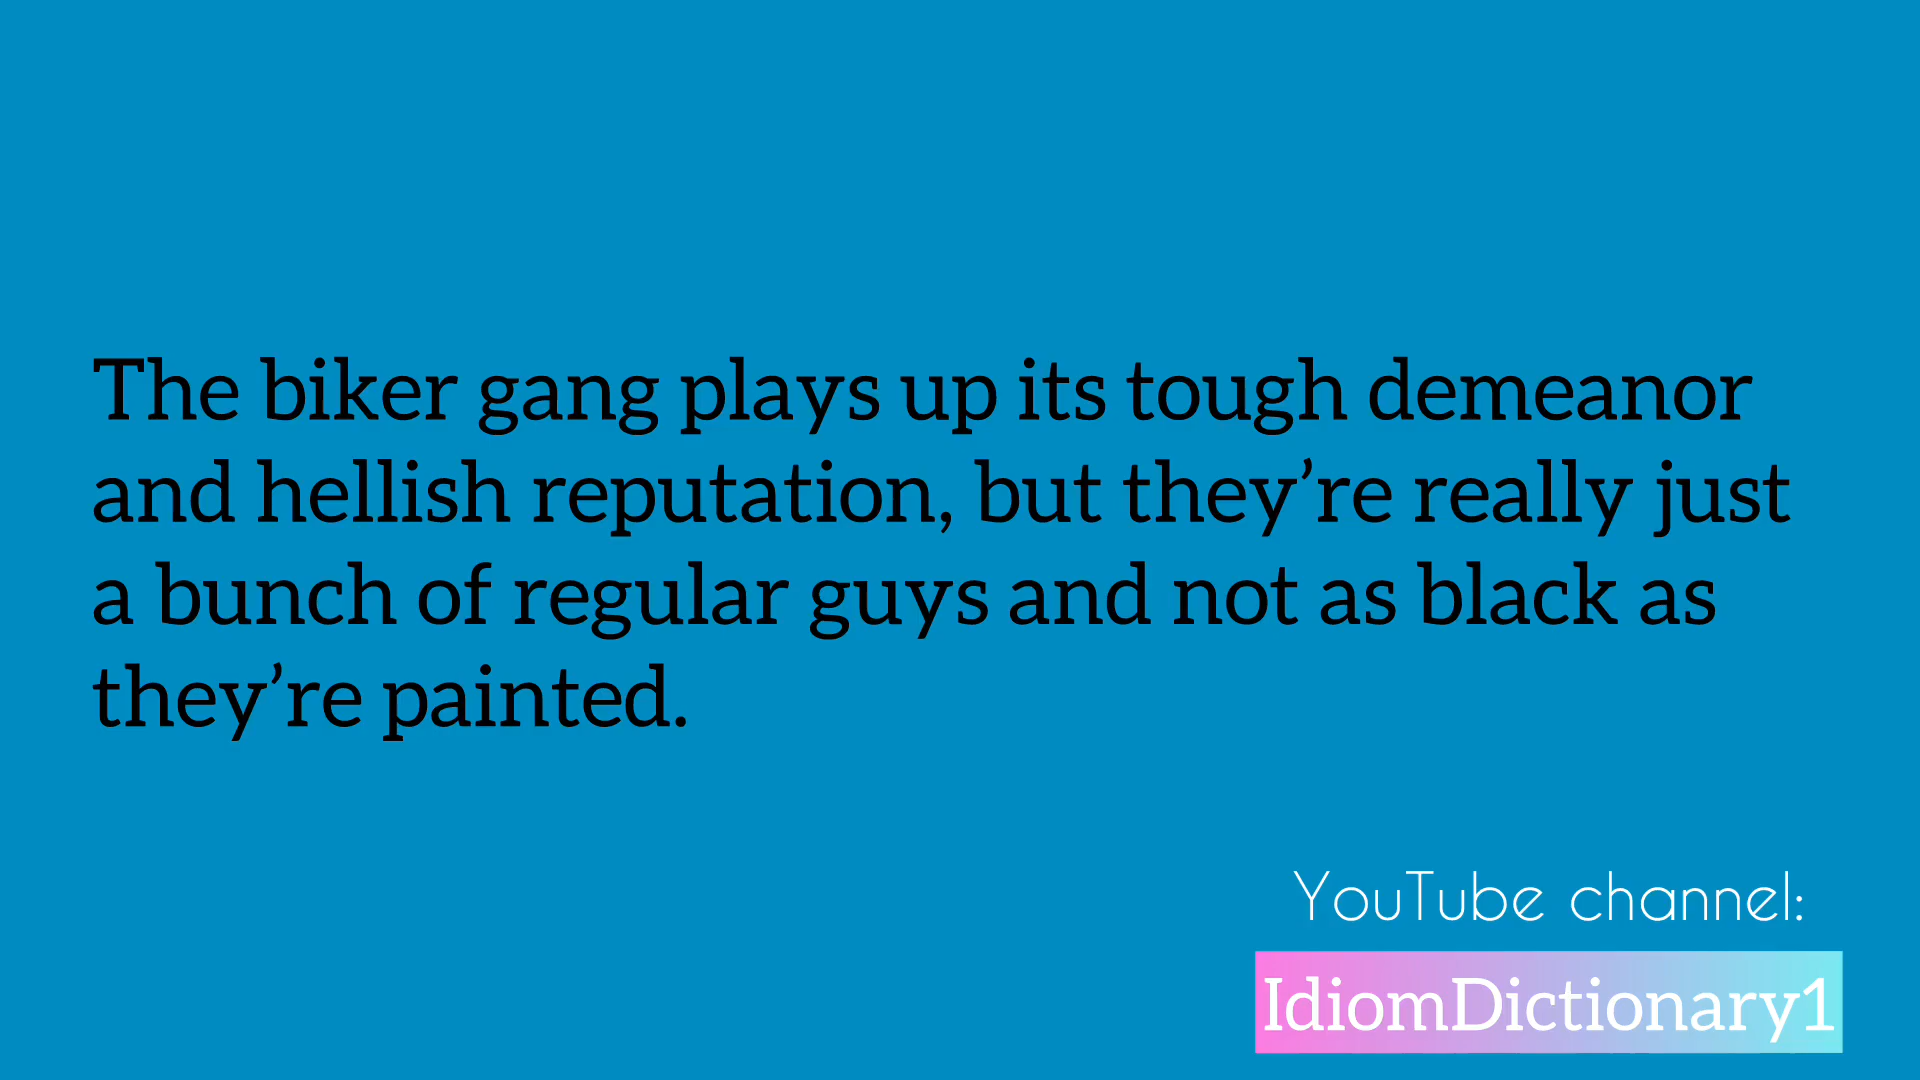 The biker gang plays up its tough demeanor
and hellish reputation, but they’re really just
a bunch of regular guys and not as black as
they’re painted.
YouTube channel:
IdiomDictionary1